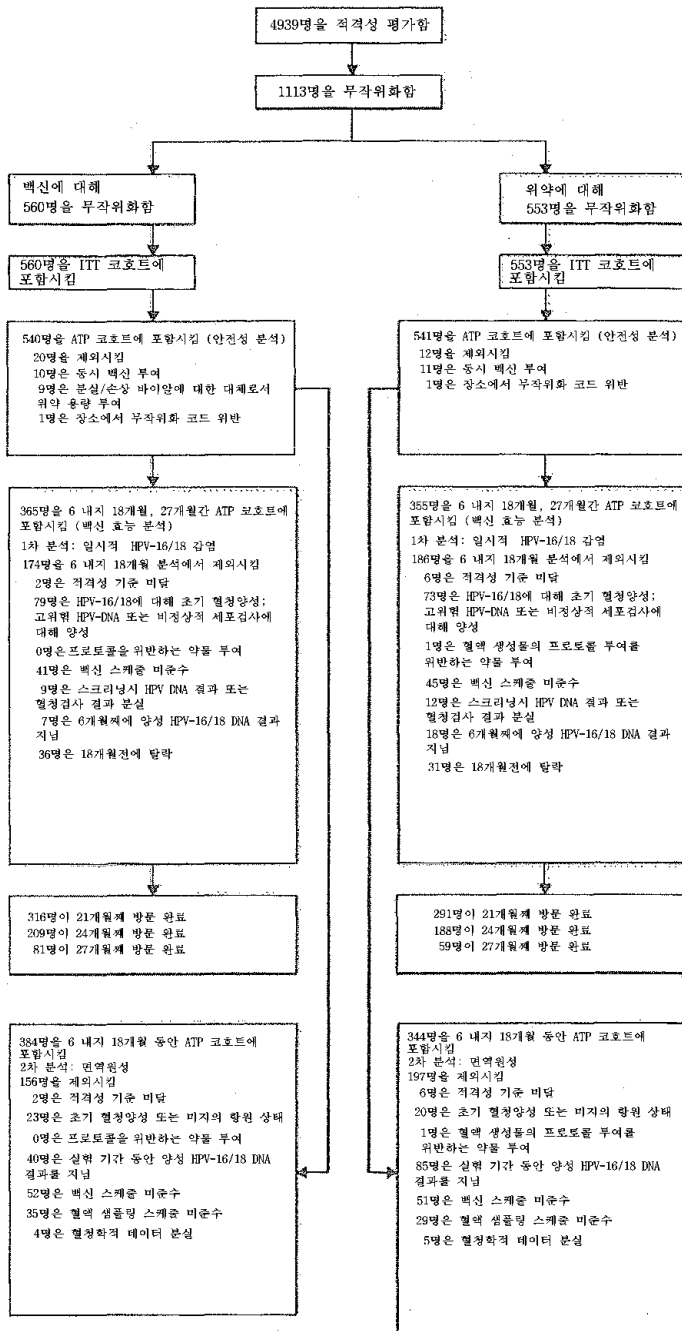 4939명을 적격성 평가함
1113명을 무작위화함
백신에 대해
560명을 무작위화함
560명을 ITT 코호트에
포함시킴
540명을 ATP 코호트에 포함시킴 (안전성 분석)
20명을 제외시킴
10명은 동시 백신 부여
9명은 분실/손상 바이알에 대한 대체로서
위약 용량 부여
1명은 장소에서 무작위화 코드 위반
365명을 6 내지 18개월, 27개월간 ATP 코호트에
포함시킴 (백신 효능 분석)
1차 분석: 일시적 HPV-16/18 감염
174명을 6 내지 18개월 분석에서 제외시킴
2명은 적격성 기준 미달
79명은 HPV-16/18에 대해 초기 혈청양성;
고위험 HPV-DNA 또는 비정상적 세포검사에
대해 양성
0명은프로토콜을 위반하는 약물 부여
41명은 백신 스케줄 미준수
9명은 스크리닝시 HPV DNA 결과 또는
혈청검사 결과 분실
7명은 6개월째에 양성 HPV-16/18 DNA 결과
지님
36명은 18개월전에 탈락
316명이 21개월째 방문 완료
209명이 24개월째 방문 완료
81명이 27개월째 방문 완료
384명을 6 내지 18개월 동안 ATP 코호트에
포함시킴
2차 분석: 면역원성
156명을 제외시킴
2명은 적격성 기준 미달
23명은 초기 혈청양성 또는 미지의 항원 상태
0명은 프로토콜을 위반하는 약물 부여
40명은 실험 기간 동안 양성 HPV-16/18 DNA
결과를 지님
52명은 백신 스케줄 미준수
35명은 혈액 샘플링 스케줄 미준수
4명은 혈청학적 데이터 분실
위약에 대해
553명을 무작위화함
553명을 ITT 코호트에
포함시킴
541명을 ATP 코호트에 포함시킴 (안전성 분석)
12명을 제외시킴
11명은 동시 백신 부여
1명은 장소에서 무작위화 코드 위반
355명을 6 내지 18개월, 27개월간 ATP 코호트에
포함시킴 (백신 효능 분석)
1차 분석: 일시적 HPV-16/18 감염
186명을 6 내지 18개월 분석에서 제외시킴
6명은 적격성 기준 미달
73명은 HPV-16/18에 대해 초기 혈청양성;
고위험 HPV-DNA 또는 비정상적 세포검사에
대해 양성
1명은 혈액 생성물의 프로토콜 부여를
위반하는 약물 부여
45명은 백신 스케줄 미준수
12명은 스크리닝시 HPV DNA 결과 또는
혈청검사 결과 분실
18명은 6개월째에 양성 HPV-16/18 DNA 결과
지님
31명은 18개월전에 탈락
291명이 21개월째 방문 완료
188명이 24개월째 방문 완료
59명이 27개월째 방문 완료
344명을 6 내지 18개월 동안 ATP 코호트에
포함시킴
2차 분석: 면역원성
197명을 제외시킴
6명은 적격성 기준 미달
20명은 초기 혈청양성 또는 미지의 항원 상태
1명은 혈액 생성물의 프로토콜 투여를
위반하는 약물 부여
85명은 실험 기간 동안 양성 HPV-16/18 DNA
결과를 지님
51명은 백신 스케줄 미준수
29명은 혈액 샘플링 스케줄 미준수
5명은 혈청학적 데이터 분실